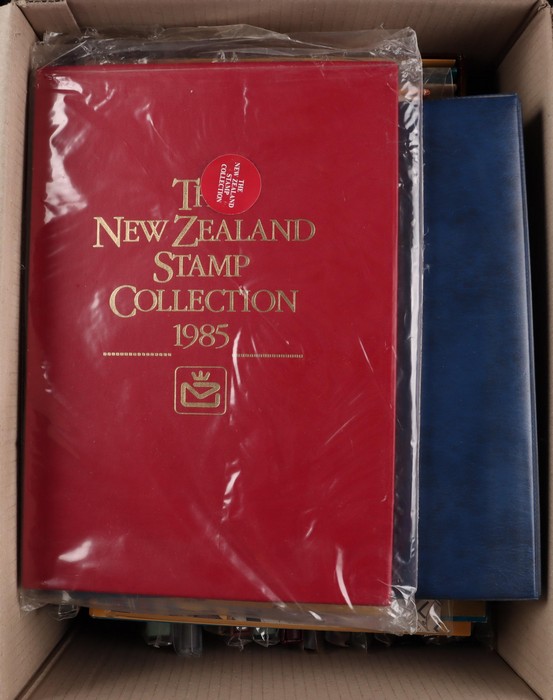 THE
NEW ZEALAND
STAMP
COLLECTION
1985
THE
NEW ZEALAND
STAMP
COLLECTION